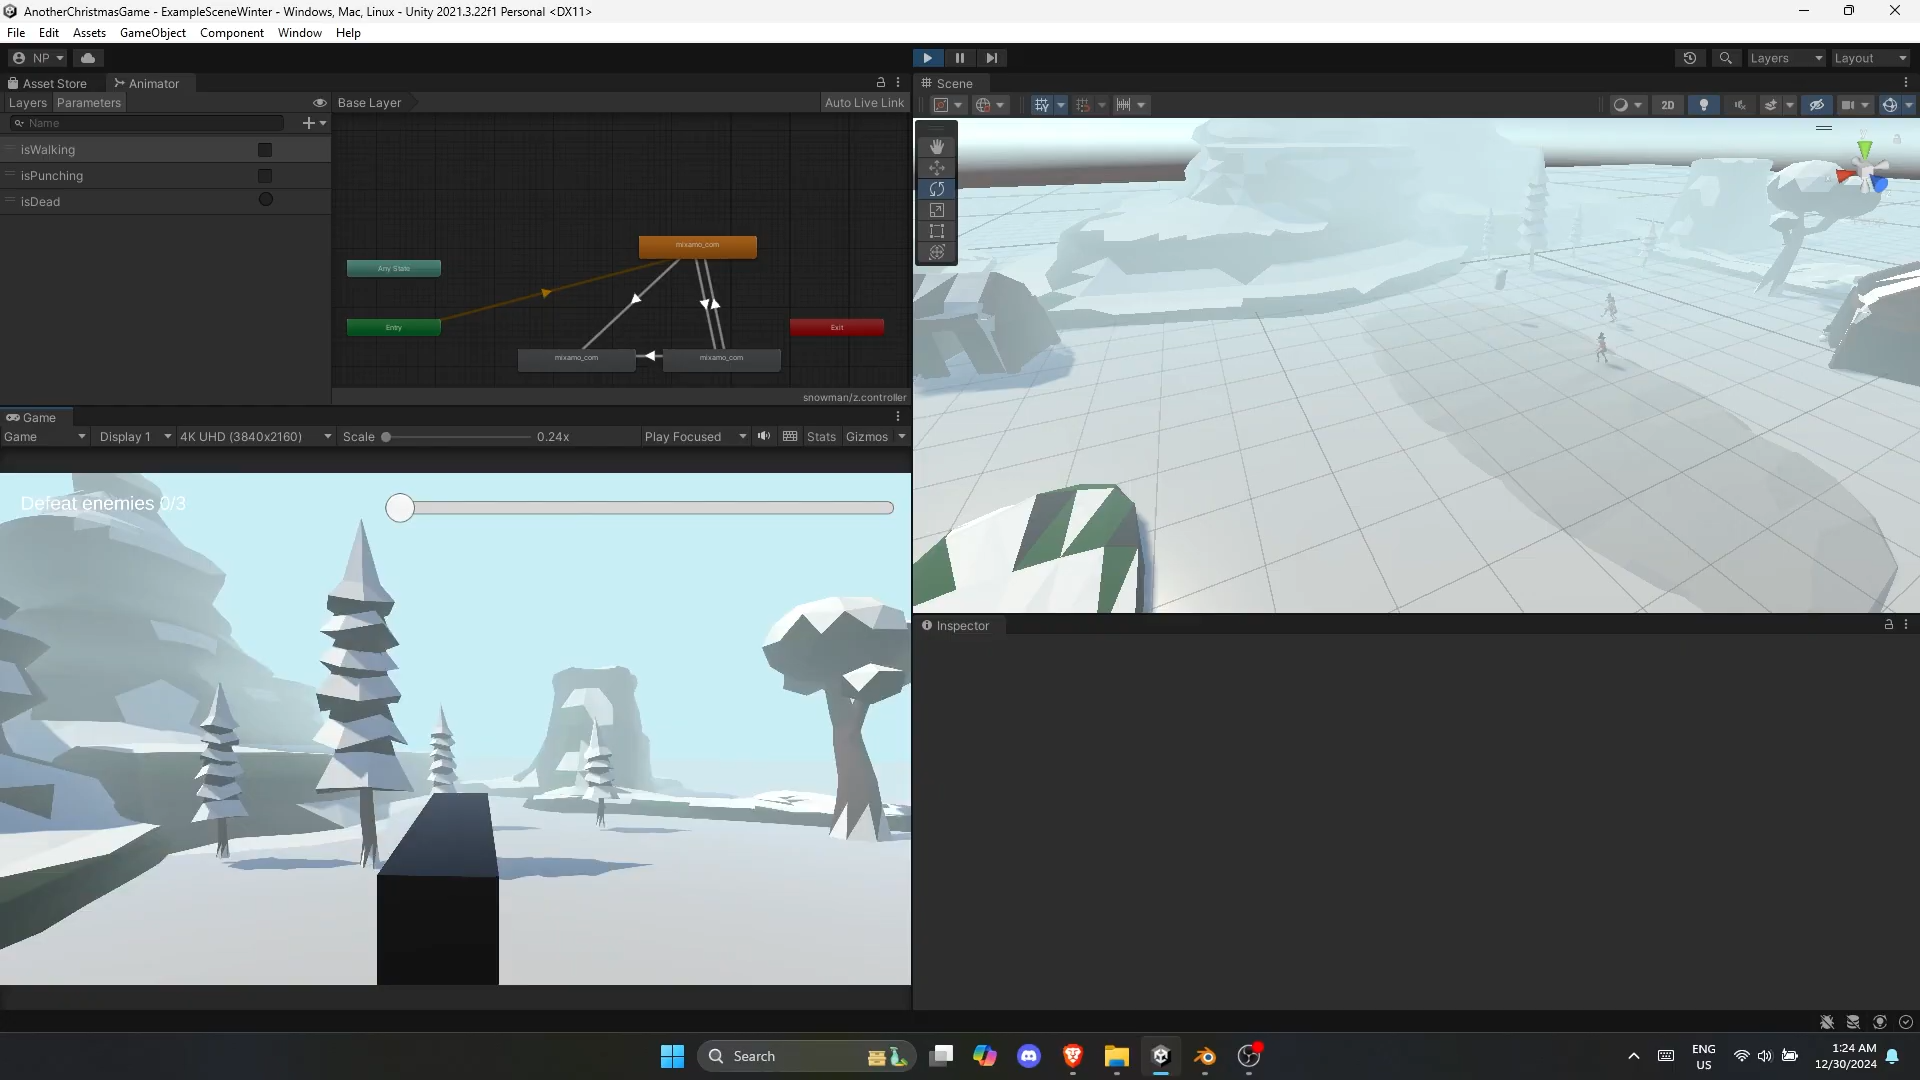 AnotherChristmasGame - ExampleSceneWinter - Windows, Mac, Linux - Unity 2021.3.22f1 Personal <DX11>
File Edit Assets GameObject Component Window Help
NP
Layers
Layout
Asset Store
Animator
Layers Parameters
Base Layer
Auto Live Link
Name
isWalking
isPunching
isDead
mixamo_com
Any State
Entry
Exit
mixamo_com
mixamo_com
snowman/z.controller
Scene
2D
Game
Game
Display 1
4K UHD (3840x2160)
Scale
0.24x
Play Focused
Stats
Gizmos
Defeat enemies 0/3
Inspector
Search
ENG
US
1:24 AM
12/30/2024